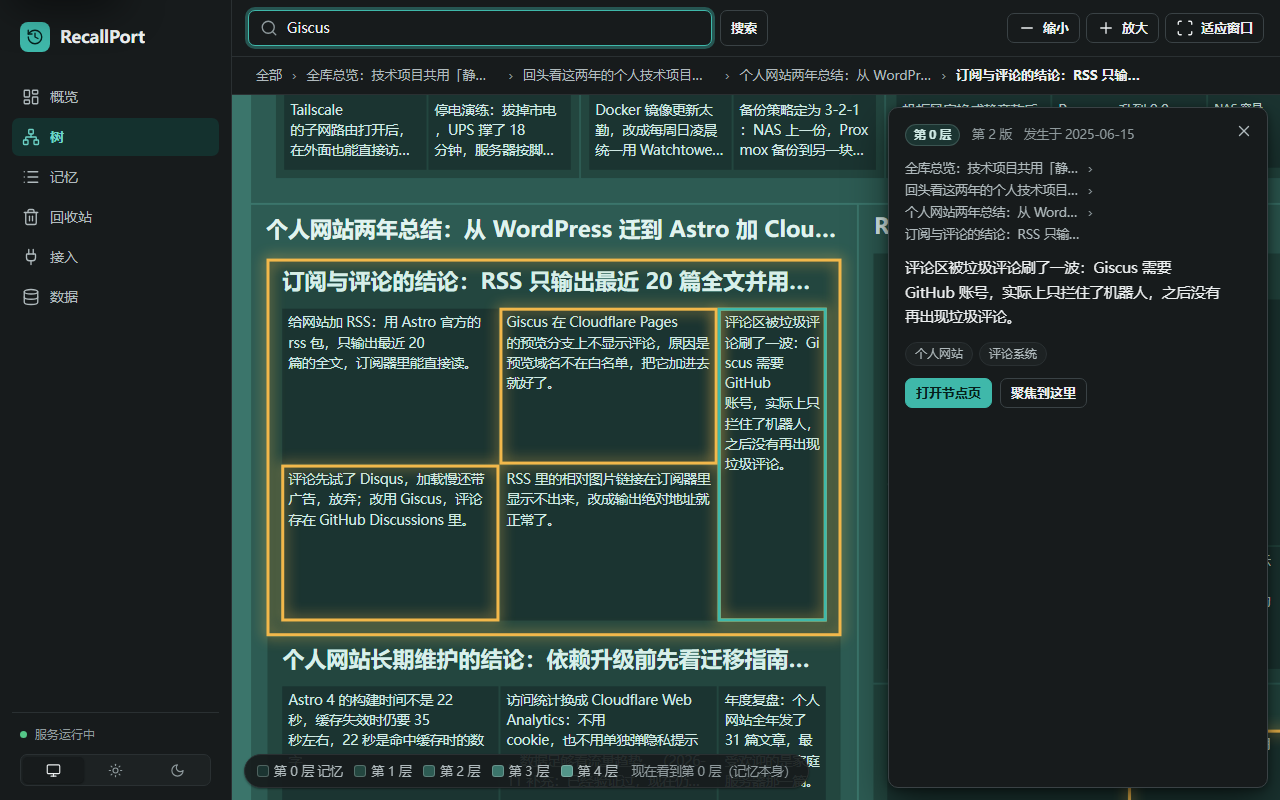 RecallPort
概览
树
记忆
回收站
接入
数据
服务运行中
Giscus
搜索
缩小
放大
适应窗口
全部 › 全库总览：技术项目共用「静... › 回头看这两年的个人技术项目... › 个人网站两年总结：从 WordPr... › 订阅与评论的结论：RSS 只输...
Tailscale
的子网路由打开后，
在外面也能直接访...
停电演练：拔掉市电
，UPS 撑了 18
分钟，服务器按脚...
Docker 镜像更新太
勤，改成每周日凌晨
统一用 Watchtowe...
备份策略定为 3-2-1
：NAS 上一份，Prox
mox 备份到另一块...
个人网站两年总结：从 WordPress 迁到 Astro 加 Clou...
订阅与评论的结论：RSS 只输出最近 20 篇全文并用...
给网站加 RSS：用 Astro 官方的
rss 包，只输出最近 20
篇的全文，订阅器里能直接读。
Giscus 在 Cloudflare Pages
的预览分支上不显示评论，原因是
预览域名不在白名单，把它加进去
就好了。
评论区被垃圾评
论刷了一波：Gi
scus 需要
GitHub
账号，实际上只
拦住了机器人，
之后没有再出现
垃圾评论。
评论先试了 Disqus，加载慢还带
广告，放弃；改用 Giscus，评论
存在 GitHub Discussions 里。
RSS 里的相对图片链接在订阅器里
显示不出来，改成输出绝对地址就
正常了。
个人网站长期维护的结论：依赖升级前先看迁移指南...
Astro 4 的构建时间不是 22
秒，缓存失效时仍要 35
秒左右，22 秒是命中缓存时的数
访问统计换成 Cloudflare Web
Analytics：不用
cookie，也不用单独弹隐私提示
年度复盘：个人
网站全年发了
31 篇文章，最
第 0 层 记忆
第 1 层
第 2 层
第 3 层
第 4 层
现在看到第 0 层（记忆本身）
第 0 层
第 2 版
发生于 2025-06-15
全库总览：技术项目共用「静... ›
回头看这两年的个人技术项目... ›
个人网站两年总结：从 Word... ›
订阅与评论的结论：RSS 只输...
评论区被垃圾评论刷了一波：Giscus 需要
GitHub 账号，实际上只拦住了机器人，之后没有
再出现垃圾评论。
个人网站
评论系统
打开节点页
聚焦到这里